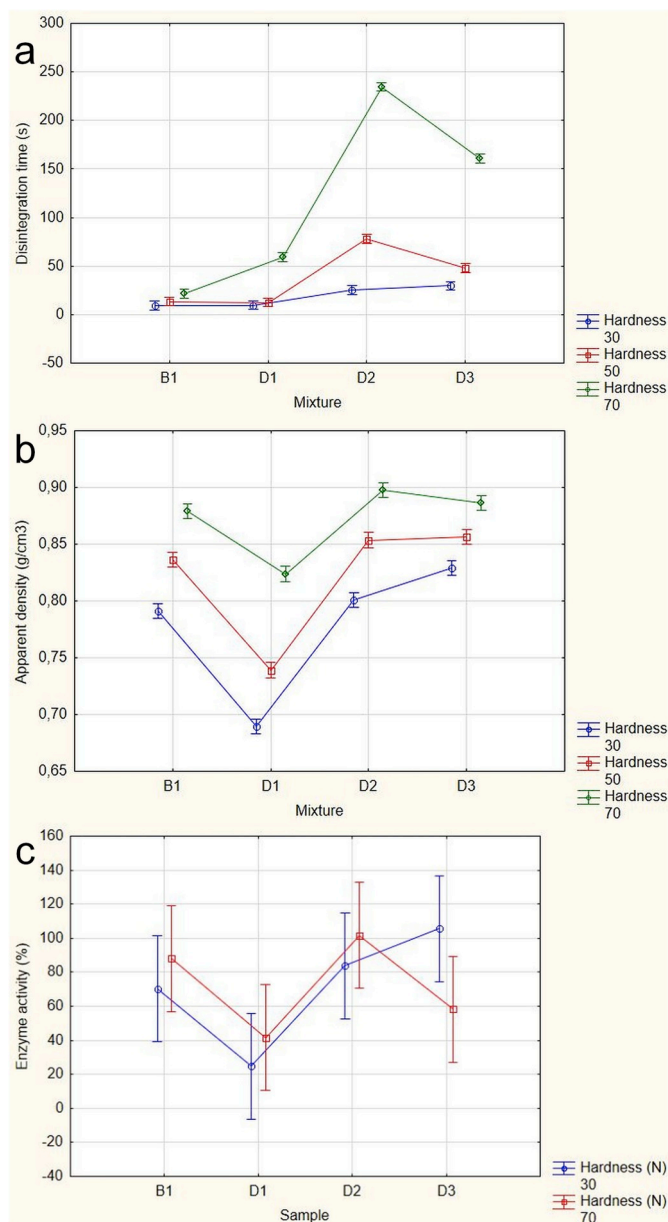 a
300
250
200
150
100
50
0
-50
Disintegration time (s)
B1 D1 D2 D3
Mixture
Hardness
30
Hardness
50
Hardness
70
b
0,95
0,90
0,85
0,80
0,75
0,70
0,65
Apparent density (g/cm3)
B1 D1 D2 D3
Mixture
Hardness
30
Hardness
50
Hardness
70
c
160
140
120
100
80
60
40
20
0
-20
-40
Enzyme activity (%)
B1 D1 D2 D3
Sample
Hardness (N)
30
Hardness (N)
70